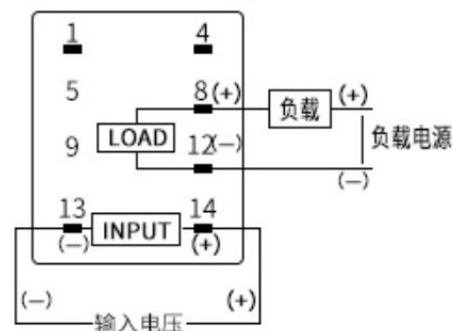 1 4
5 8(+) 负载 (+)
9 LOAD 12(—) 负载电源
(—)
13 INPUT 14
(—) (+)
(—) (+)
输入电压